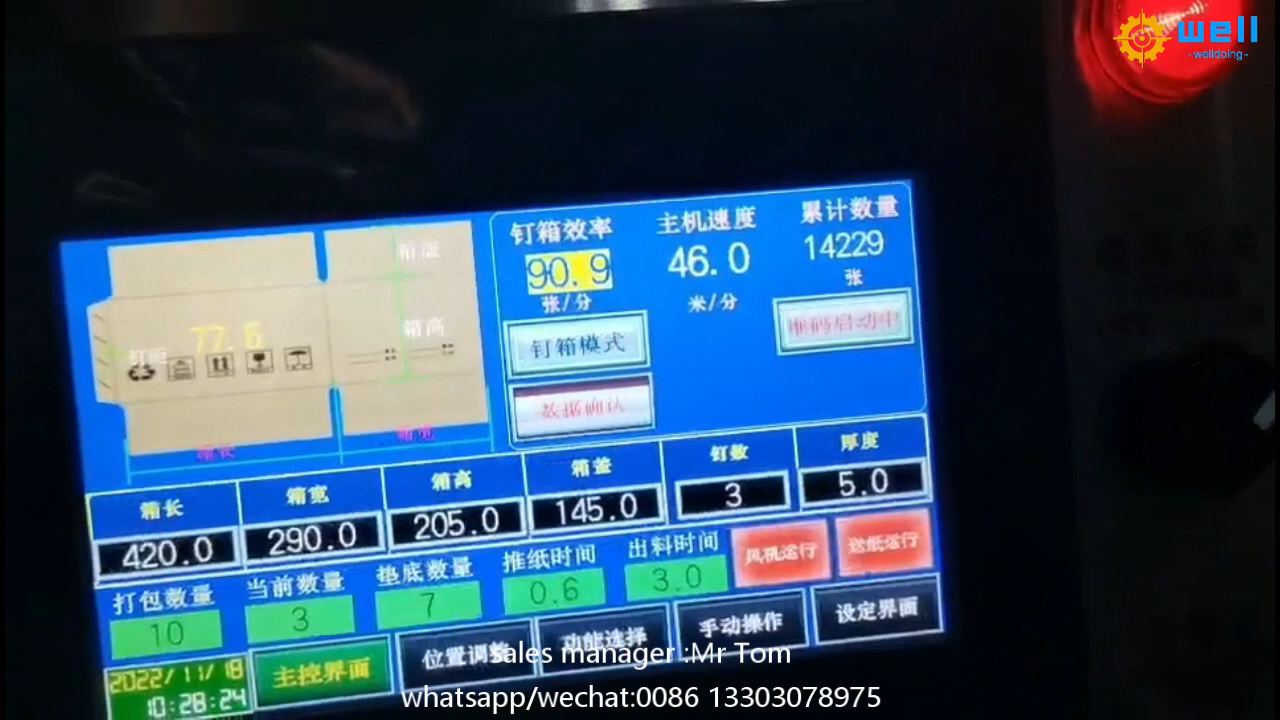 well
-welldoing-
钉箱效率
主机速度
累计数量
90.9
46.0
14229
张/分
米/分
张
钉箱模式
数据确认
箱盖
箱高
77.6
钉距
箱长
箱宽
箱长
箱宽
箱高
箱盖
钉数
厚度
420.0
290.0
205.0
145.0
3
5.0
打包数量
当前数量
垫底数量
推纸时间
出料时间
风机运行
送纸运行
10
3
7
0.6
3.0
2022/11/18
10:28:24
主控界面
位置调整
功能选择
手动操作
设定界面
sales manager :Mr Tom
whatsapp/wechat:0086 13303078975